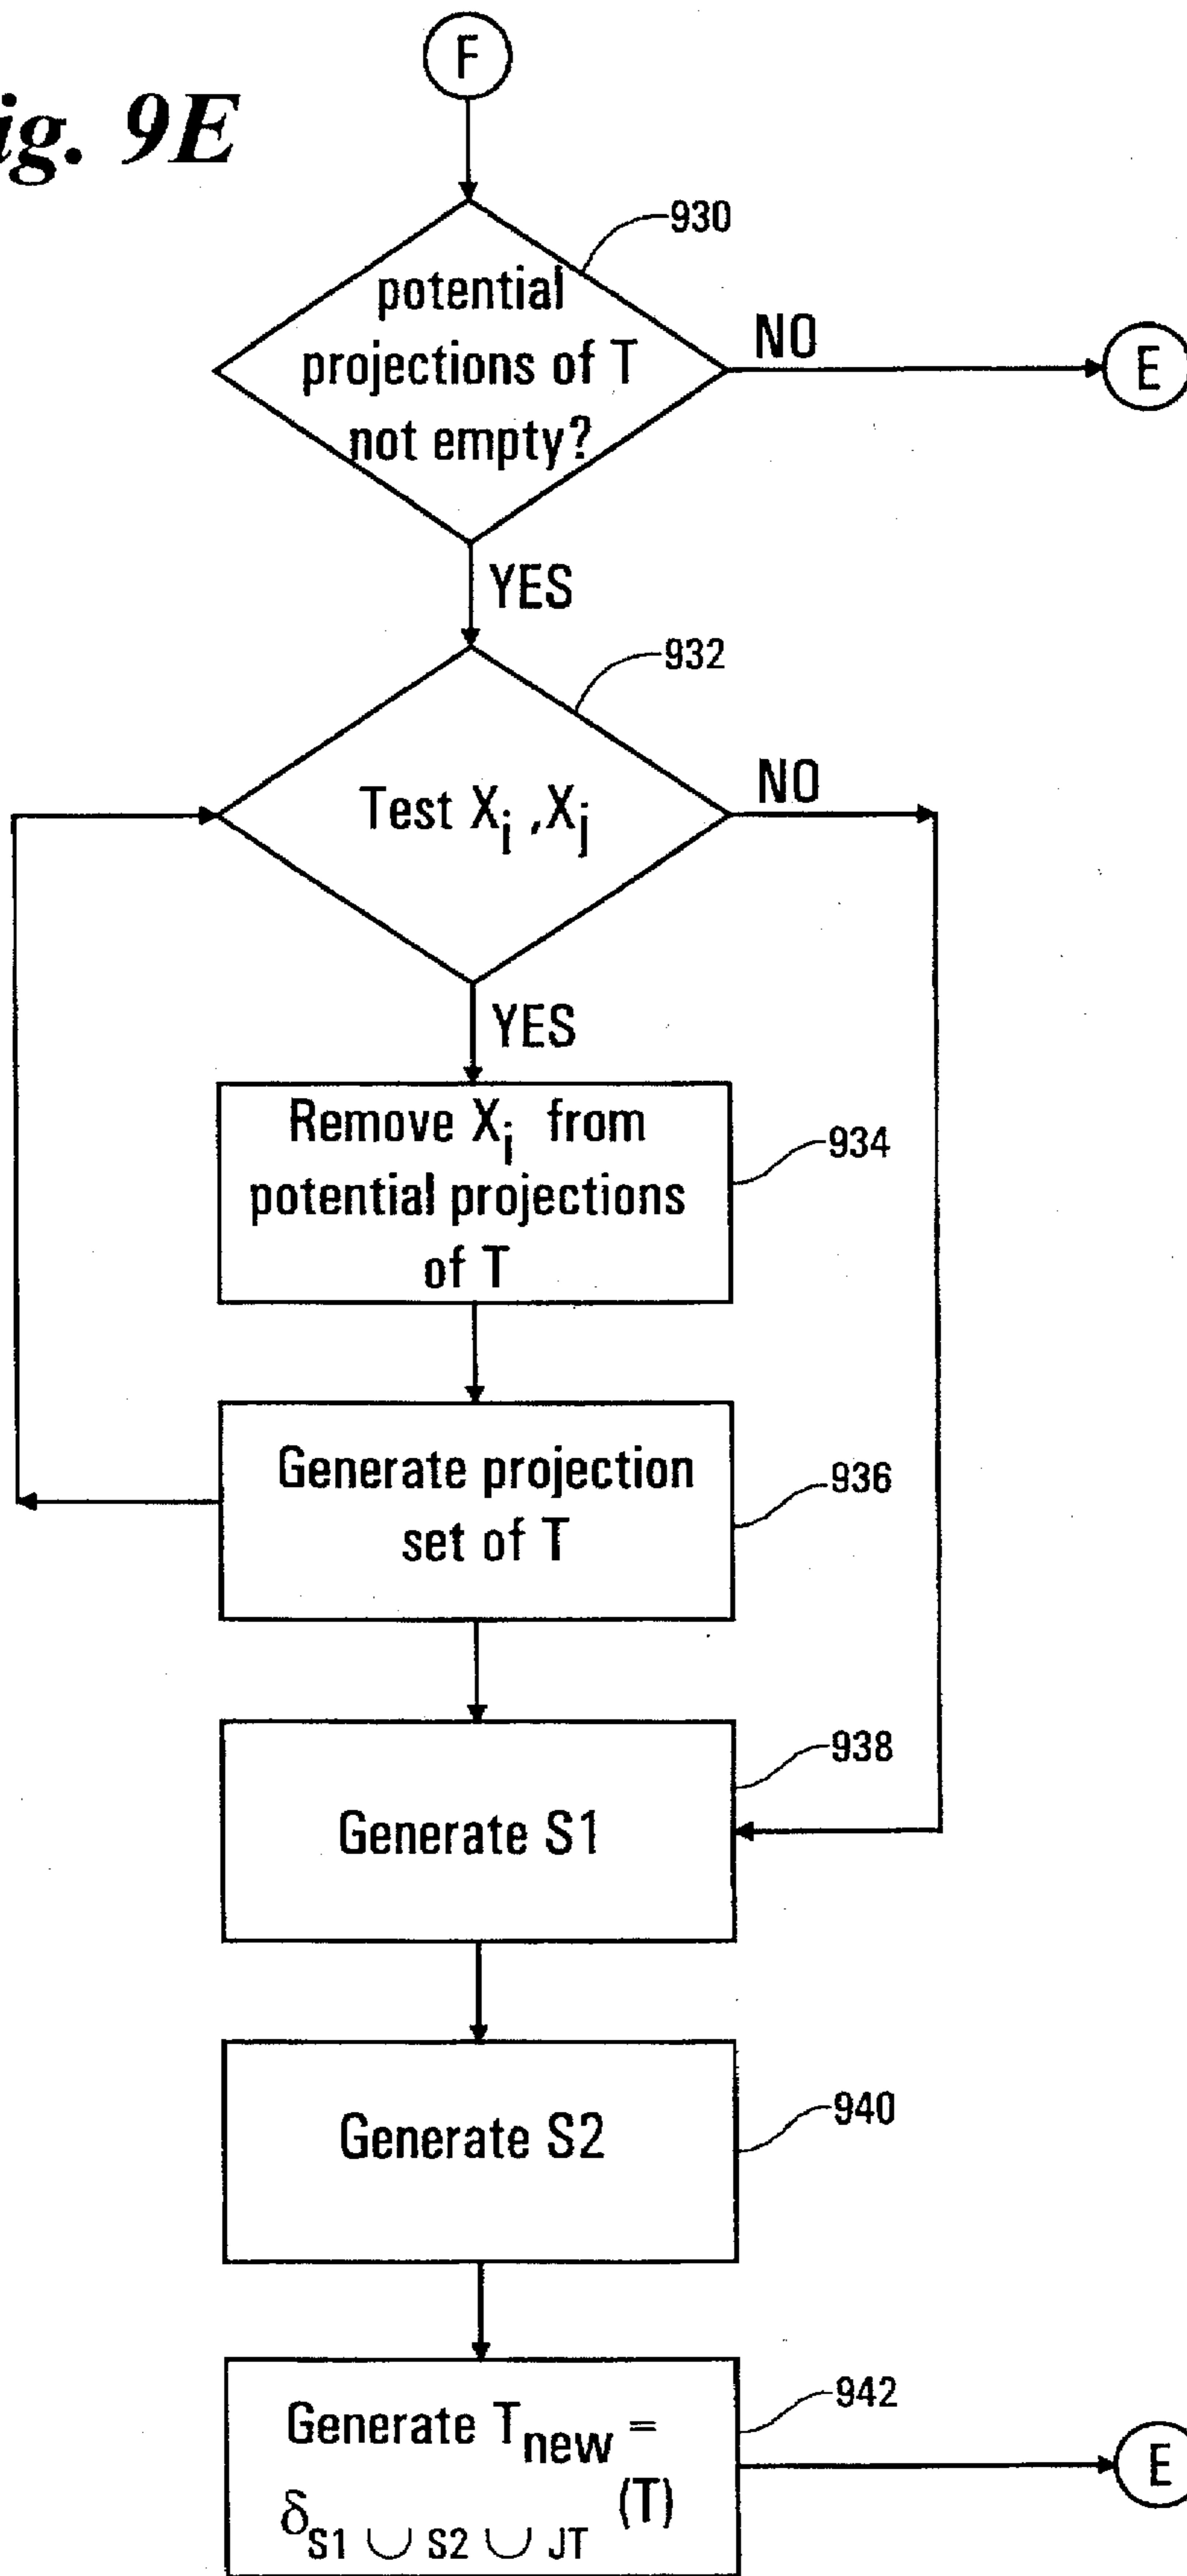 F
ig. 9E
930
potential
projections of T
not empty?
NO
E
YES
932
Test Xi ,Xj
NO
YES
Remove Xi from
potential projections
of T
934
Generate projection
set of T
936
938
Generate S1
Generate S2
940
942
Generate Tnew =
δS1 ∪ S2 ∪ JT (T)
E